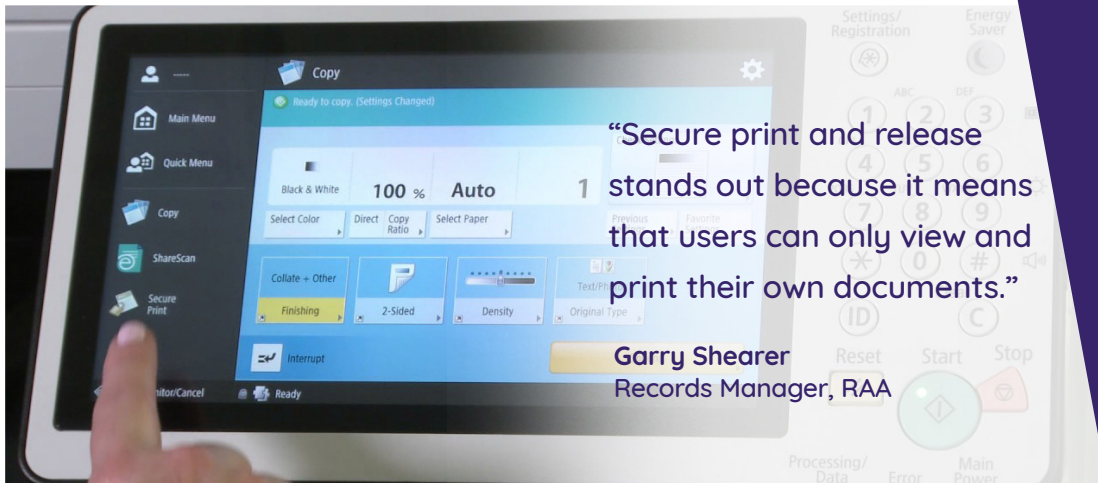 Settings/
Registration
Energy
Saver
-----
Copy
Ready to copy. (Settings Changed)
Main Menu
Quick Menu
Copy
ShareScan
Secure
Print
Black & White
100 %
Auto
1
Select Color
Direct
Copy
Ratio
Select Paper
Previous
Favorite
Collate + Other
Finishing
2-Sided
Density
Original Type
Interrupt
Ready
ABC
DEF
1
2
3
4
5
6
7
8
9
0
#
ID
C
Reset
Start
Stop
Processing/
Data
Error
Main
Power
“Secure print and release
stands out because it means
that users can only view and
print their own documents.”
Garry Shearer
Records Manager, RAA